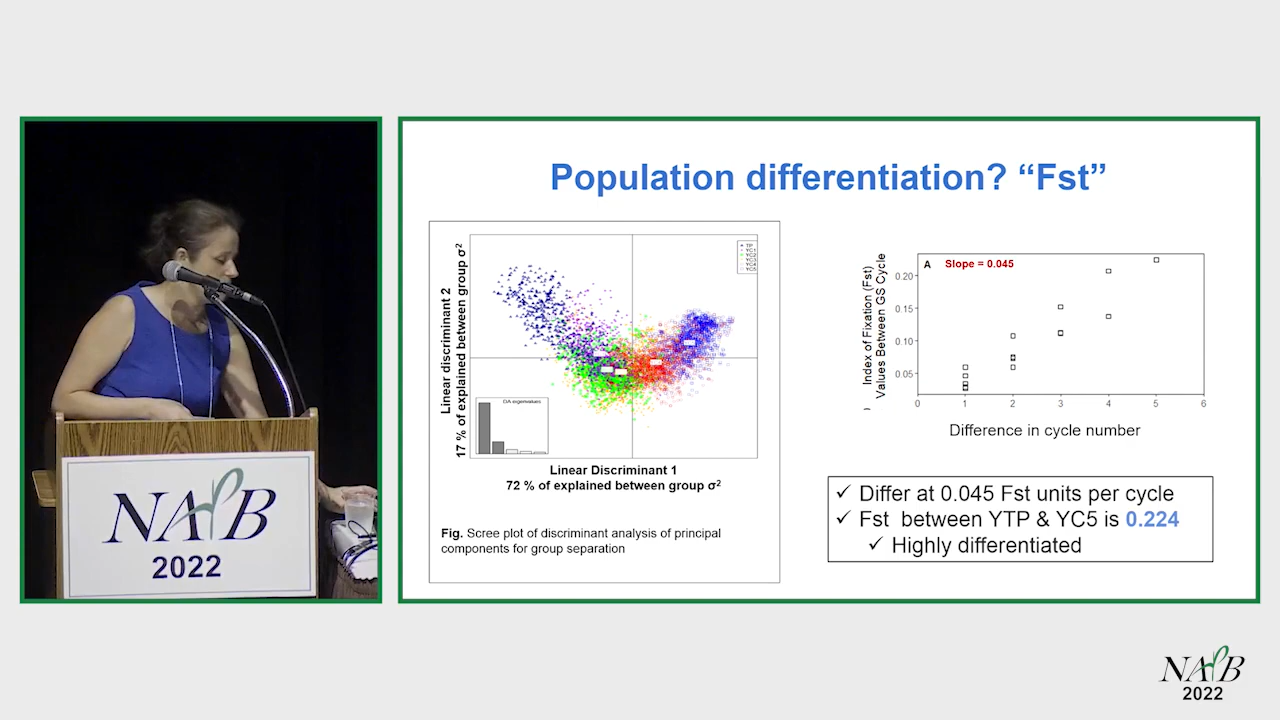 Population differentiation? “Fst”
Linear discriminant 2
17 % of explained between group σ²
TP
YC1
YC2
YC3
YC4
YC5
DA eigenvalues
Linear Discriminant 1
72 % of explained between group σ²
Fig. Scree plot of discriminant analysis of principal
components for group separation
Index of Fixation (Fst)
Values Between GS Cycle
A Slope = 0.045
0.20
0.15
0.10
0.05
0 1 2 3 4 5 6
Difference in cycle number
✓ Differ at 0.045 Fst units per cycle
✓ Fst between YTP & YC5 is 0.224
✓ Highly differentiated
NAPB
2022
NAPB
2022